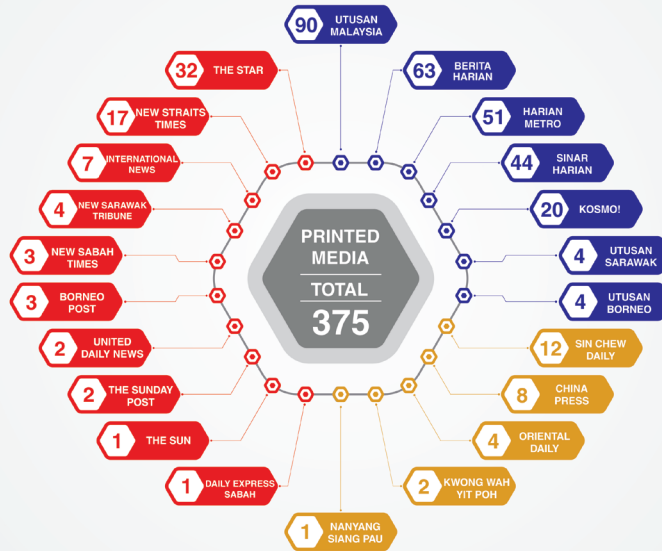 90
UTUSAN
MALAYSIA
63
BERITA
HARIAN
51
HARIAN
METRO
44
SINAR
HARIAN
20
KOSMO!
4
UTUSAN
SARAWAK
4
UTUSAN
BORNEO
12
SIN CHEW
DAILY
8
CHINA
PRESS
4
ORIENTAL
DAILY
2
KWONG WAH
YIT POH
1
NANYANG
SIANG PAU
1
DAILY EXPRESS
SABAH
1
THE SUN
2
THE SUNDAY
POST
2
UNITED
DAILY NEWS
3
BORNEO
POST
3
NEW SABAH
TIMES
4
NEW SARAWAK
TRIBUNE
7
INTERNATIONAL
NEWS
17
NEW STRAITS
TIMES
32
THE STAR
PRINTED
MEDIA
TOTAL
375